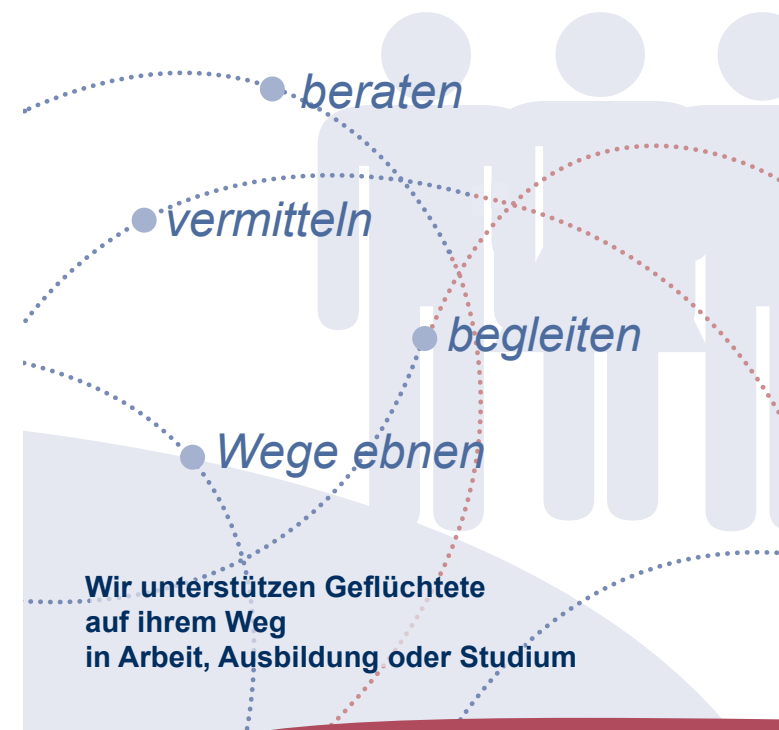 beraten
vermitteln
begleiten
Wege ebnen
Wir unterstützen Geflüchtete
auf ihrem Weg
in Arbeit, Ausbildung oder Studium